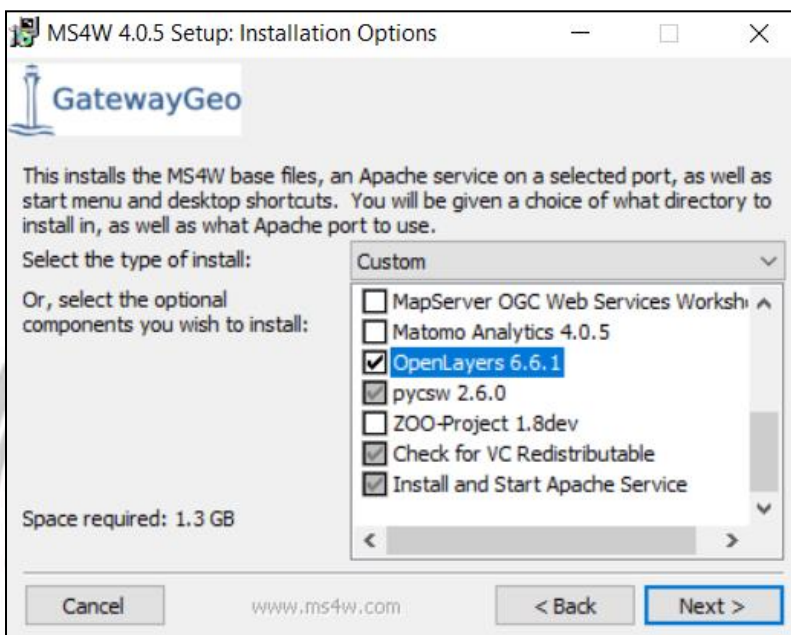 MS4W 4.0.5 Setup: Installation Options
GatewayGeo
This installs the MS4W base files, an Apache service on a selected port, as well as
start menu and desktop shortcuts. You will be given a choice of what directory to
install in, as well as what Apache port to use.
Select the type of install:
Custom
Or, select the optional
components you wish to install:
MapServer OGC Web Services Worksh
Matomo Analytics 4.0.5
OpenLayers 6.6.1
pycsw 2.6.0
ZOO-Project 1.8dev
Check for VC Redistributable
Install and Start Apache Service
Space required: 1.3 GB
Cancel
www.ms4w.com
< Back
Next >